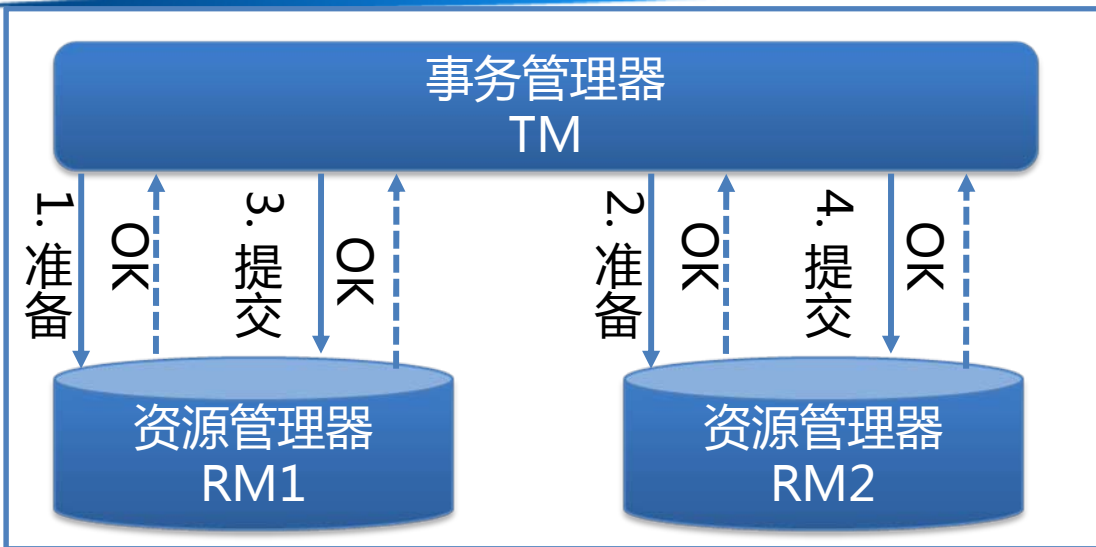 事务管理器
TM
1. 准备
OK
3. 提交
OK
2. 准备
OK
4. 提交
OK
资源管理器
RM1
资源管理器
RM2